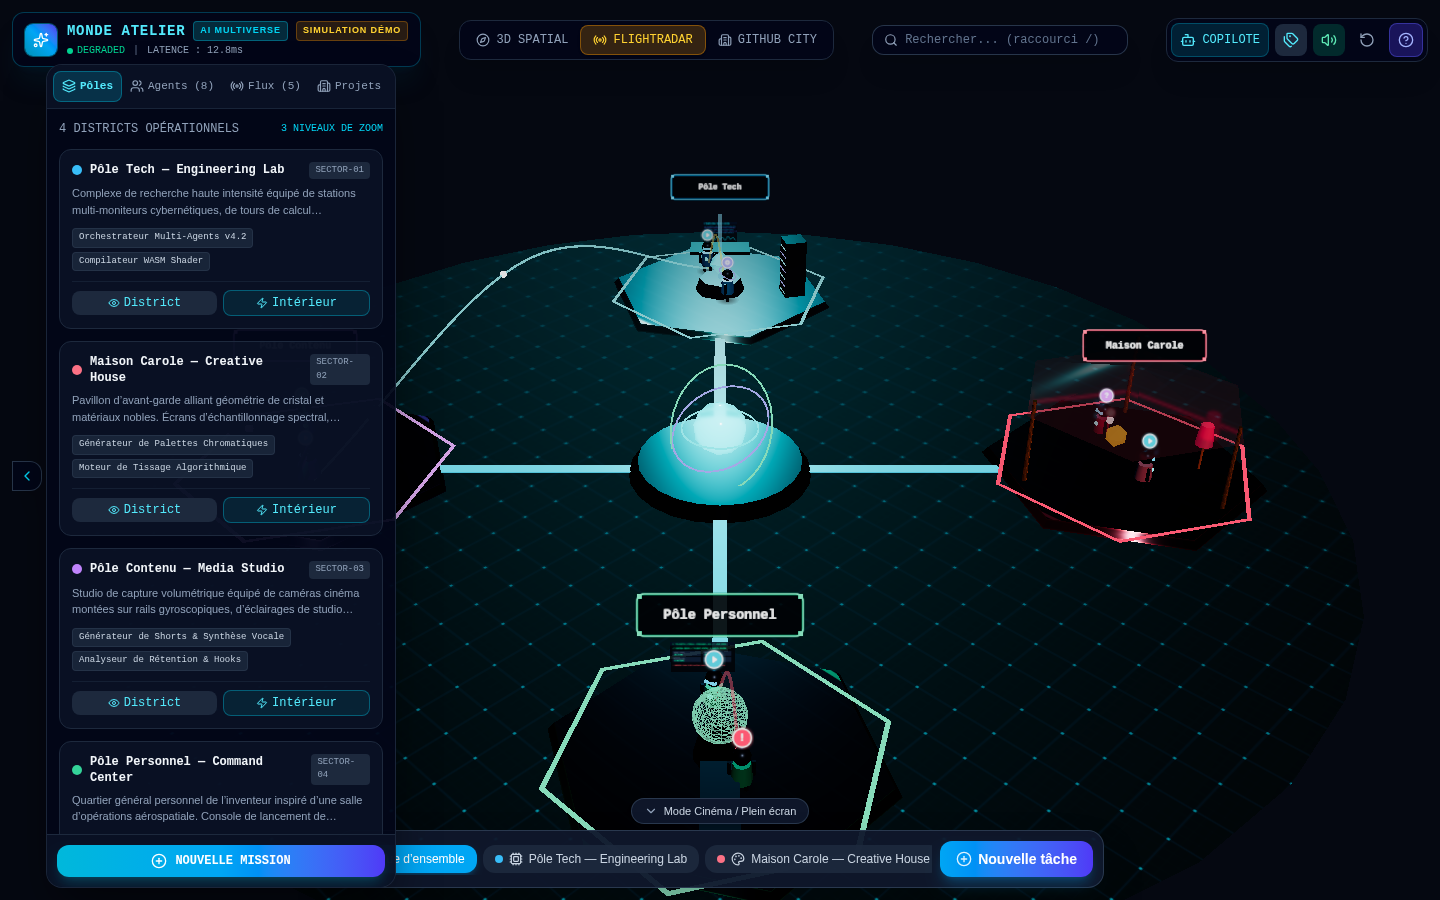 MONDE ATELIER
AI MULTIVERSE
SIMULATION DÉMO
DEGRADED | LATENCE : 12.8ms
3D SPATIAL
FLIGHTRADAR
GITHUB CITY
Rechercher... (raccourci /)
COPILOTE
Pôles
Agents (8)
Flux (5)
Projets
4 DISTRICTS OPÉRATIONNELS
3 NIVEAUX DE ZOOM
Pôle Tech — Engineering Lab
SECTOR-01
Complexe de recherche haute intensité équipé de stations
multi-moniteurs cybernétiques, de tours de calcul…
Orchestrateur Multi-Agents v4.2
Compilateur WASM Shader
District
Intérieur
Maison Carole — Creative
House
SECTOR-
02
Pavillon d'avant-garde alliant géométrie de cristal et
matériaux nobles. Écrans d'échantillonnage spectral,…
Générateur de Palettes Chromatiques
Moteur de Tissage Algorithmique
District
Intérieur
Pôle Contenu — Media Studio
SECTOR-03
Studio de capture volumétrique équipé de caméras cinéma
montées sur rails gyroscopiques, d'éclairages de studio…
Générateur de Shorts & Synthèse Vocale
Analyseur de Rétention & Hooks
District
Intérieur
Pôle Personnel — Command
Center
SECTOR-
04
Quartier général personnel de l'inventeur inspiré d'une salle
d'opérations aérospatiale. Console de lancement de…
NOUVELLE MISSION
Pôle Tech
Maison Carole
Pôle Personnel
Mode Cinéma / Plein écran
e d'ensemble
Pôle Tech — Engineering Lab
Maison Carole — Creative House
Nouvelle tâche